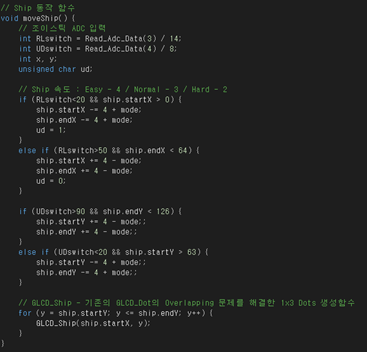 // Ship 동작 함수
void moveShip() {
// 조이스틱 ADC 입력
int RLswitch = Read_Adc_Data(3) / 14;
int UDswitch = Read_Adc_Data(4) / 8;
int x, y;
unsigned char ud;
// Ship 속도 : Easy - 4 / Normal - 3 / Hard - 2
if (RLswitch<20 && ship.startX > 0) {
ship.startX -= 4 + mode;
ship.endX -= 4 + mode;
ud = 1;
}
else if (RLswitch>50 && ship.endX < 64) {
ship.startX += 4 - mode;
ship.endX += 4 - mode;
ud = 0;
}
if (UDswitch>90 && ship.endY < 126) {
ship.startY += 4 - mode;;
ship.endY += 4 - mode;;
}
else if (UDswitch<20 && ship.startY > 63) {
ship.startY -= 4 + mode;
ship.endY -= 4 + mode;;
}
// GLCD_Ship - 기존의 GLCD_Dot의 Overlapping 문제를 해결한 1x3 Dots 생성함수
for (y = ship.startY; y <= ship.endY; y++) {
GLCD_Ship(ship.startX, y);
}
}